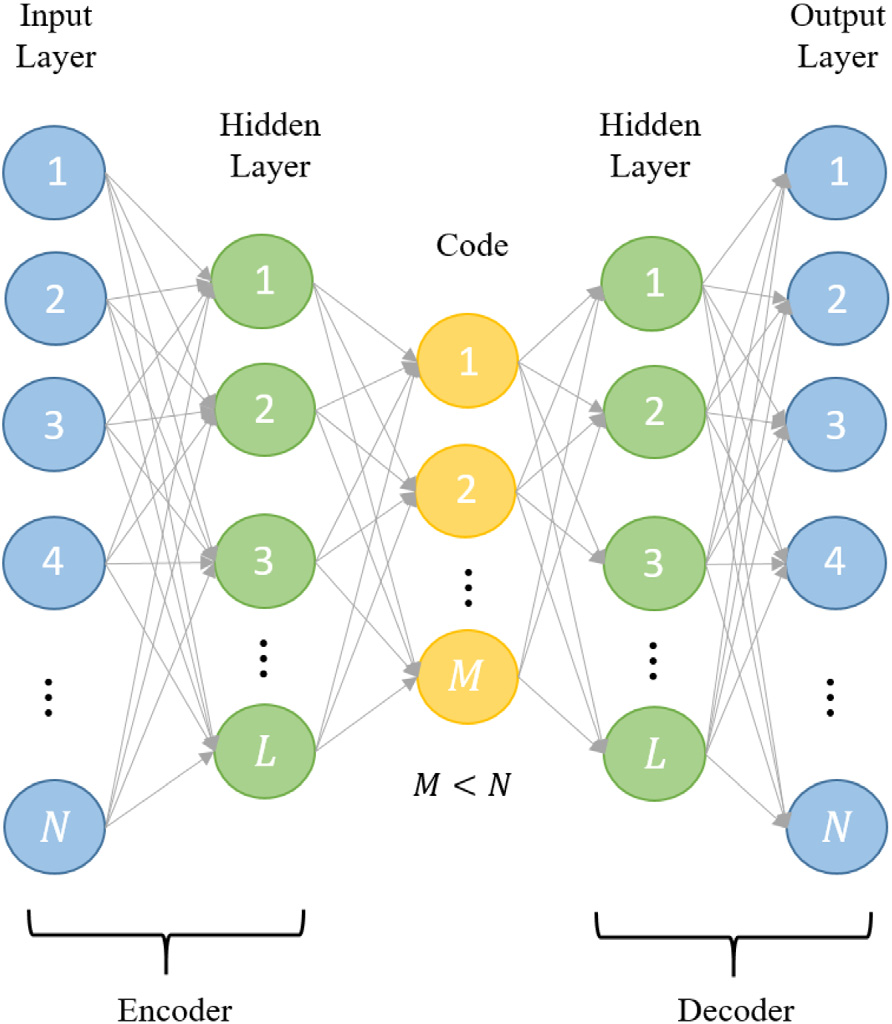 Input
Layer
Output
Layer
Hidden
Layer
Hidden
Layer
Code
1
2
3
4
⋮
N
1
2
3
⋮
L
1
2
⋮
M
M < N
1
2
3
⋮
L
1
2
3
4
⋮
N
Encoder
Decoder